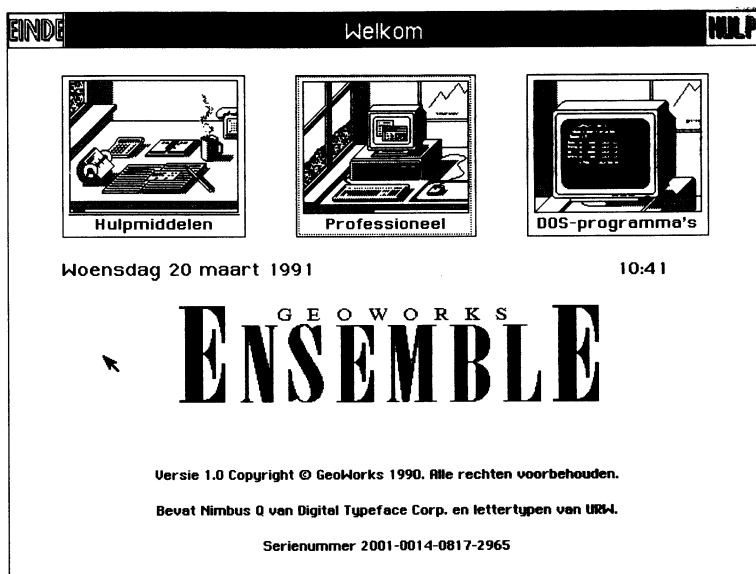 EINDE Welkom HULP
Hulpmiddelen Professioneel DOS-programma's
Woensdag 20 maart 1991 10:41
GEOWORKS
ENSEMBLE
Versie 1.0 Copyright © GeoWorks 1990. Alle rechten voorbehouden.
Bevat Nimbus Q van Digital Typeface Corp. en lettertypen van URW.
Serienummer 2001-0014-0817-2965